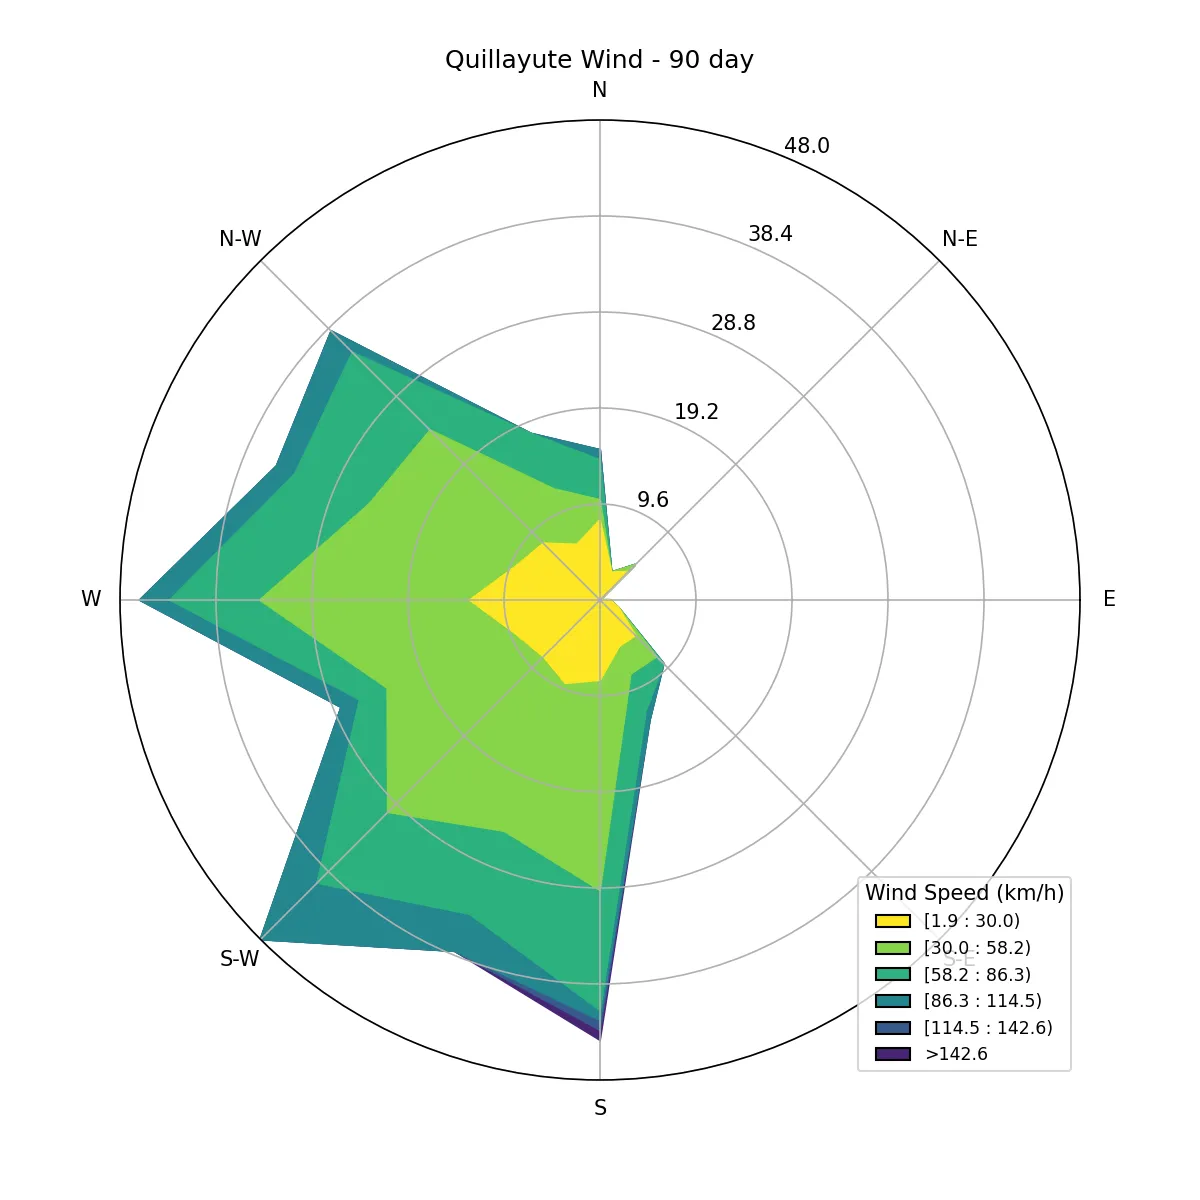 Quillayute Wind - 90 day
N
48.0
N-W
38.4
N-E
28.8
19.2
9.6
W
E
Wind Speed (km/h)
[1.9 : 30.0)
[30.0 : 58.2)
S-W
S-E
[58.2 : 86.3)
[86.3 : 114.5)
[114.5 : 142.6)
>142.6
S